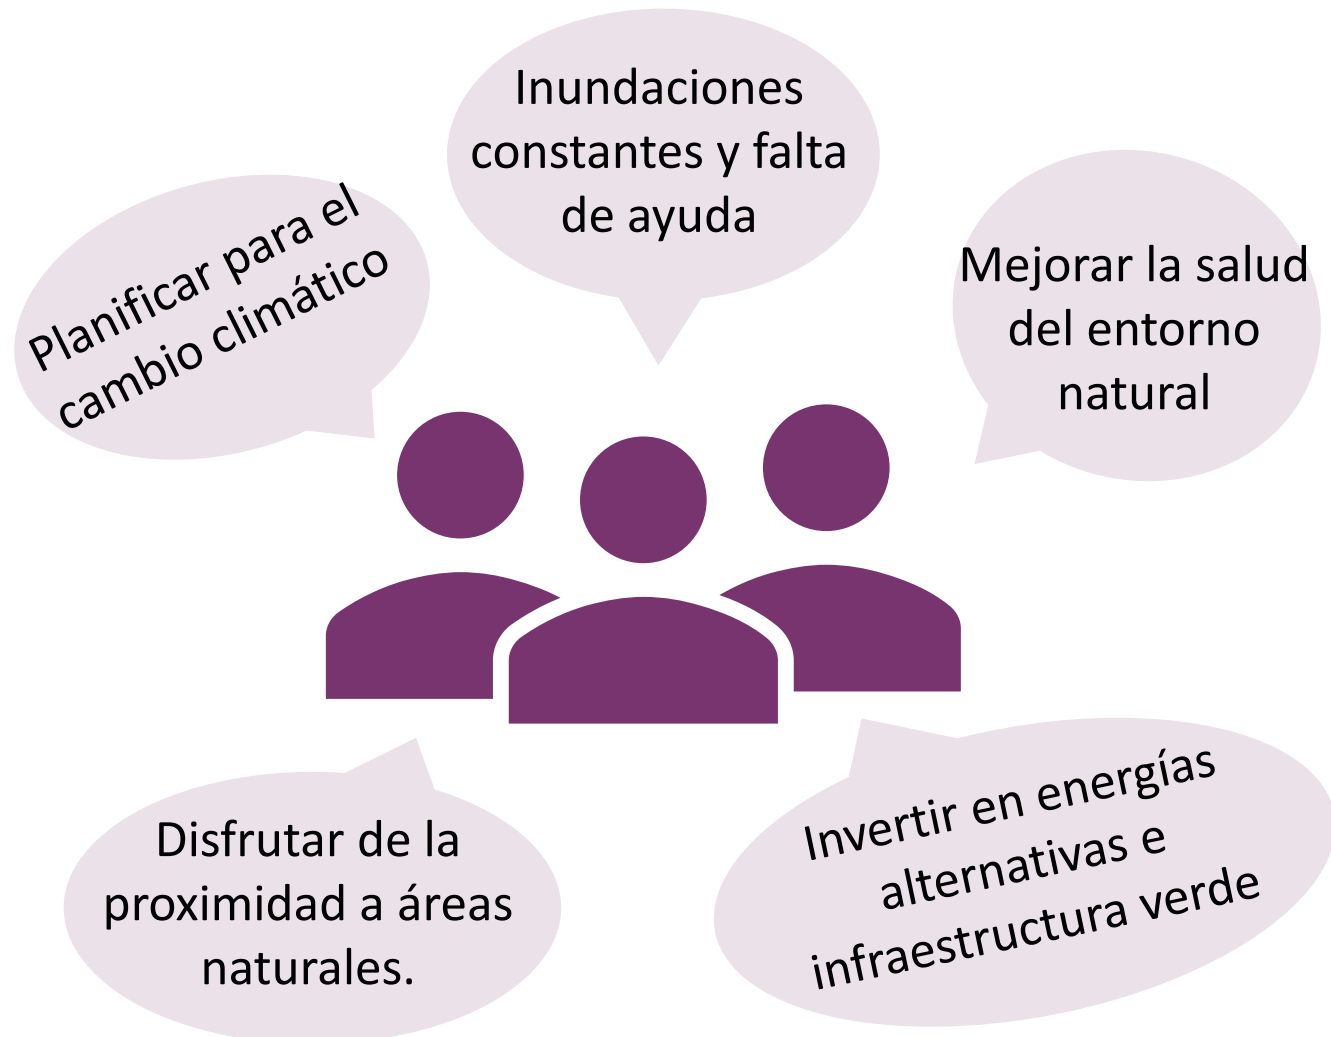 Inundaciones
constantes y falta
de ayuda
Planificar para el
cambio climático
Mejorar la salud
del entorno
natural
Disfrutar de la
proximidad a áreas
naturales.
Invertir en energías
alternativas e
infraestructura verde